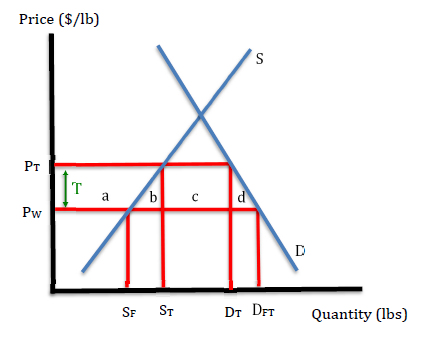 Price ($/lb)
S
PT
T
a
b
c
d
PW
D
SF
ST
DT
DFT
Quantity (lbs)